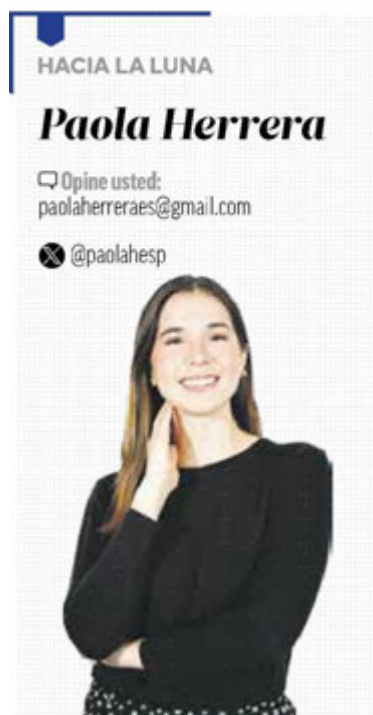 HACIA LA LUNA
Paola Herrera
Opine usted:
paolaherreraes@gmail.com
@paolahesp